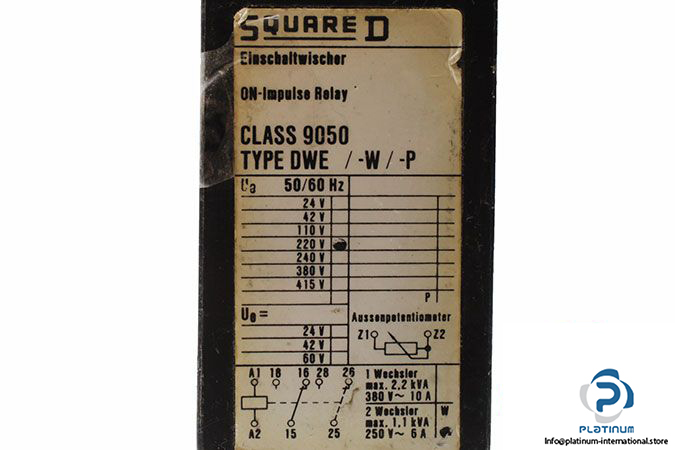 SQUARE D
Einschaltwischer
ON-Impulse Relay
CLASS 9050
TYPE DWE / -W / -P
Ua 50/60 Hz
24 V
42 V
110 V
220 V
240 V
380 V
415 V
P
Ue =
24 V
42 V
60 V
Aussenpotentiometer
Z1 Z2
A1 18 16 28 26
A2 15 25
1 Wechsler
max. 2,2 kVA
380 V~ 10 A
2 Wechsler W
max. 1,1 kVA
250 V~ 6 A
PLATINUM
Info@platinum-international.store